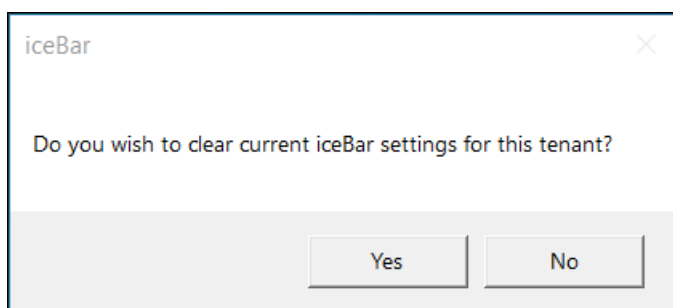 iceBar
Do you wish to clear current iceBar settings for this tenant?
Yes No